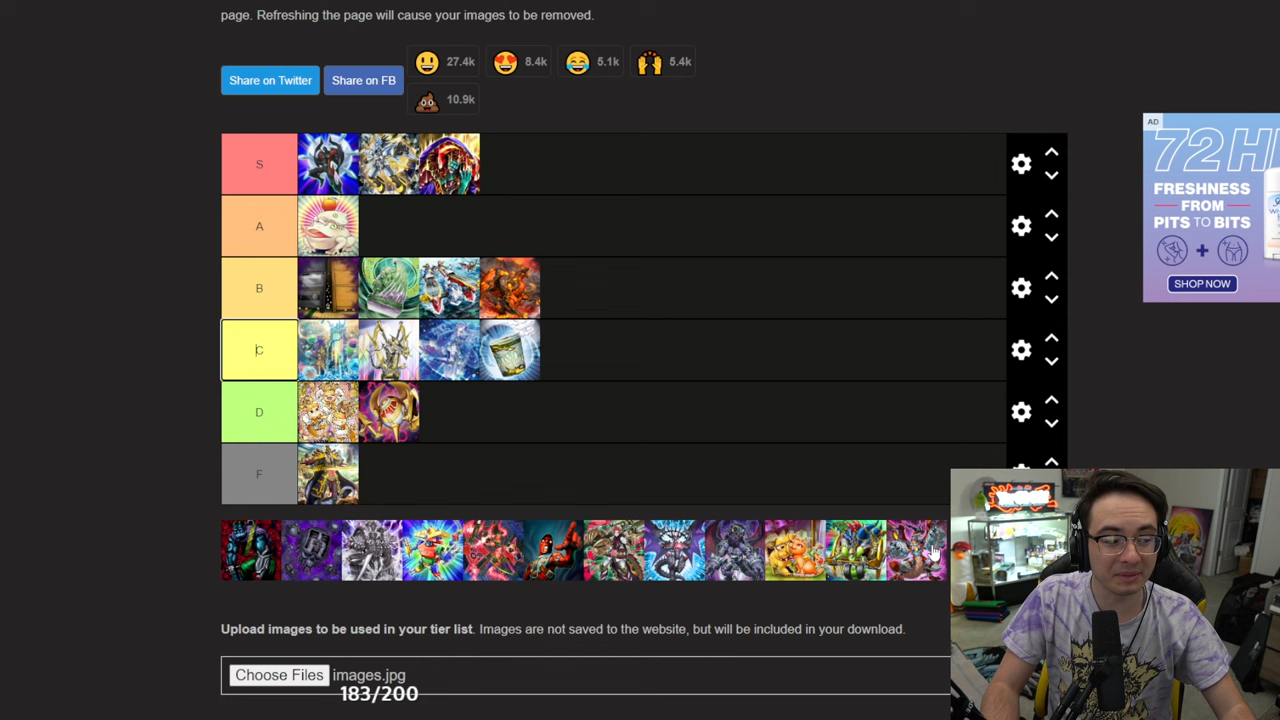 page. Refreshing the page will cause your images to be removed.
Share on Twitter
Share on FB
27.4k
8.4k
5.1k
5.4k
10.9k
AD
72H
FRESHNESS
FROM
PITS TO BITS
SHOP NOW
S
A
B
C
D
F
Upload images to be used in your tier list. Images are not saved to the website, but will be included in your download.
Choose Files images.jpg
183/200